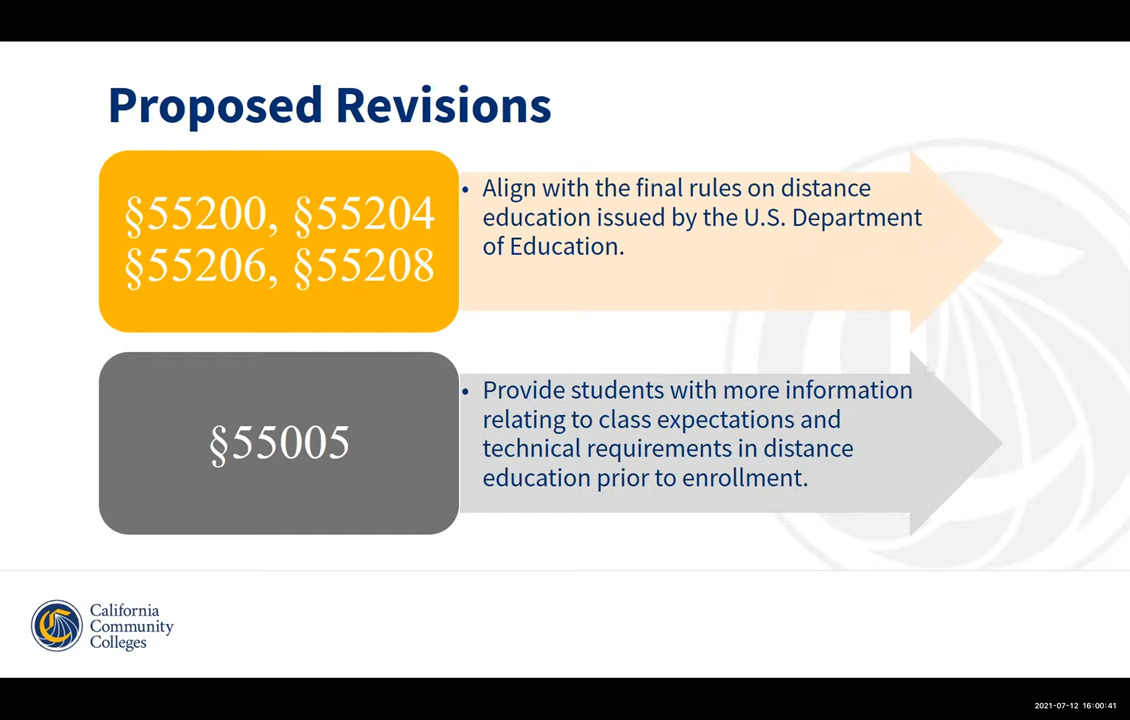 Proposed Revisions
§55200, §55204
§55206, §55208
• Align with the final rules on distance
education issued by the U.S. Department
of Education.
§55005
• Provide students with more information
relating to class expectations and
technical requirements in distance
education prior to enrollment.
California
Community
Colleges
2021-07-12 16:00:41